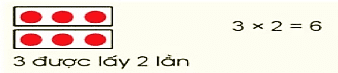 3 × 2 = 6
3 được lấy 2 lần